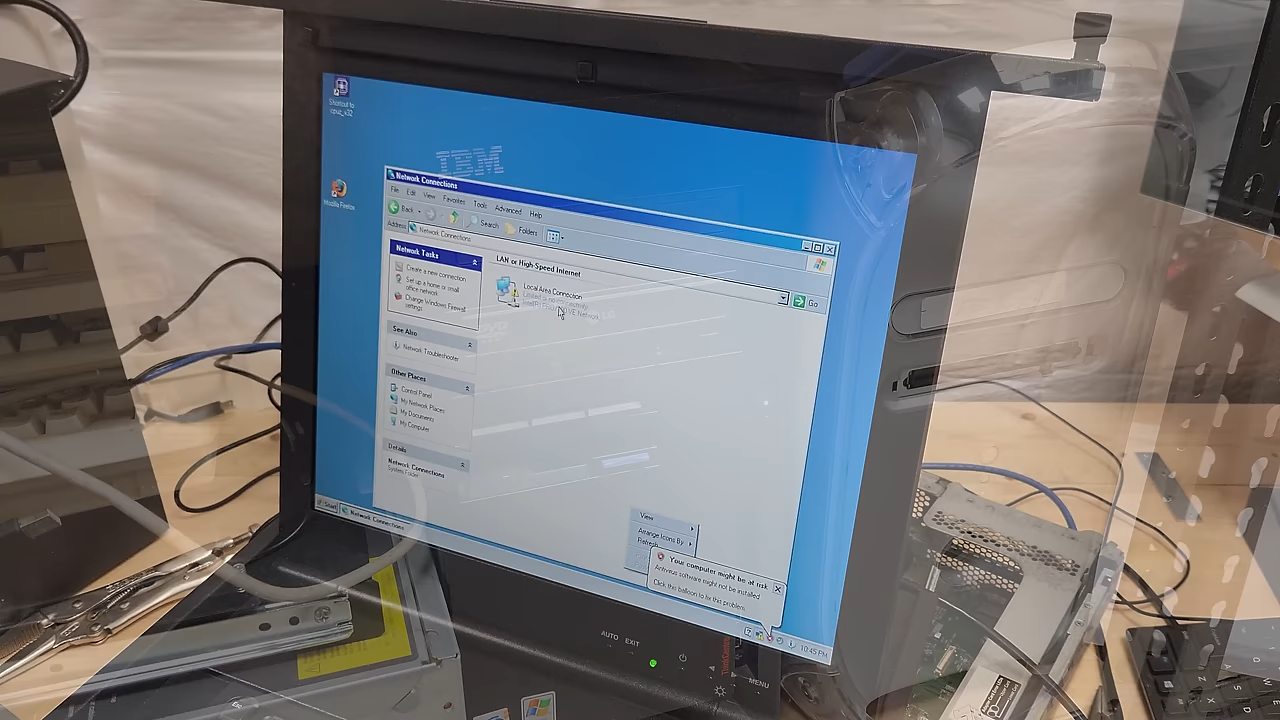 Shortcut to
Mozilla Firefox
IBM
Network Connections
File Edit View Favorites Tools Advanced Help
Back Search Folders
Address Network Connections
Go
Network Tasks
Create a new connection
Set up a home or small
office network
Change Windows Firewall
settings
See Also
Network Troubleshooter
Other Places
Control Panel
My Network Places
My Documents
My Computer
Details
Network Connections
System Folder
LAN or High-Speed Internet
Local Area Connection
View
Arrange Icons By
Refresh
Your computer might be at risk
Antivirus software might not be installed
Click this balloon to fix this problem.
Start Network Connections
10:45 PM
AUTO EXIT
MENU